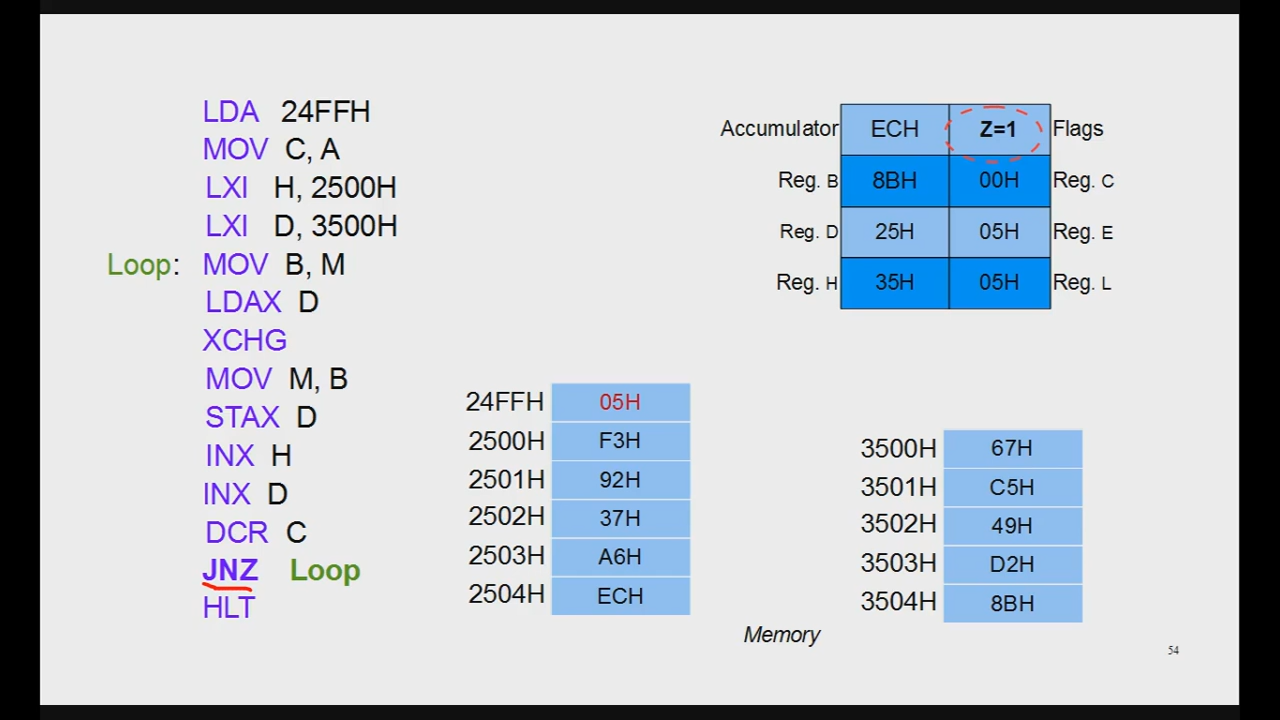 LDA 24FFH
MOV C, A
LXI H, 2500H
LXI D, 3500H
Loop: MOV B, M
LDAX D
XCHG
MOV M, B
STAX D
INX H
INX D
DCR C
JNZ Loop
HLT
Accumulator ECH Z=1 Flags
Reg. B 8BH 00H Reg. C
Reg. D 25H 05H Reg. E
Reg. H 35H 05H Reg. L
24FFH 05H
2500H F3H
2501H 92H
2502H 37H
2503H A6H
2504H ECH
3500H 67H
3501H C5H
3502H 49H
3503H D2H
3504H 8BH
Memory
54